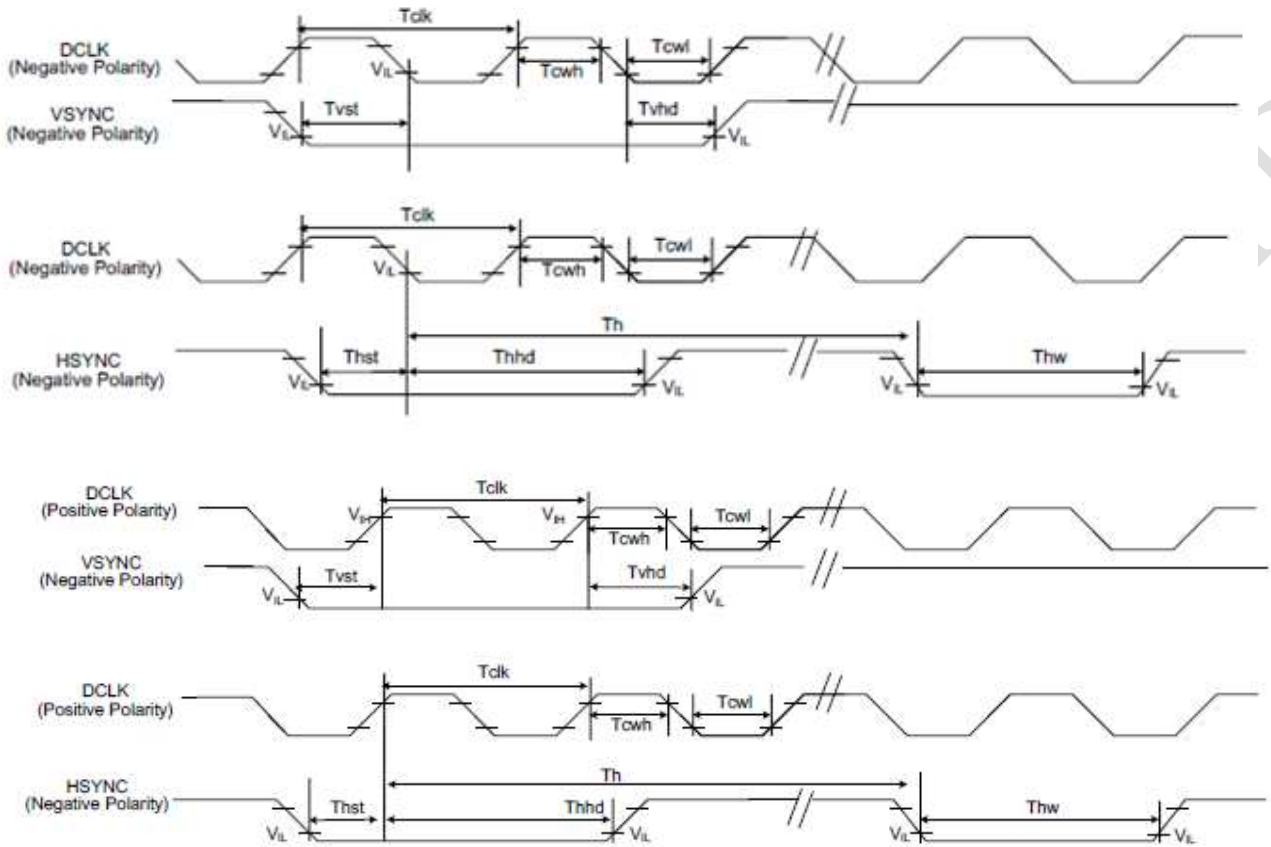 Tclk
DCLK
(Negative Polarity)
VIL
Tcwh
Tcwl
VSYNC
(Negative Polarity)
VIL
Tvst
Tvhd
VIL
Tclk
DCLK
(Negative Polarity)
VIL
Tcwh
Tcwl
Th
HSYNC
(Negative Polarity)
VIL
Thst
Thhd
VIL
VIL
Thw
VIL
DCLK
(Positive Polarity)
Tclk
VIH
VIH
Tcwh
Tcwl
VSYNC
(Negative Polarity)
VIL
Tvst
Tvhd
VIL
DCLK
(Positive Polarity)
Tclk
Tcwh
Tcwl
HSYNC
(Negative Polarity)
Th
VIL
Thst
Thhd
VIL
VIL
Thw
VIL